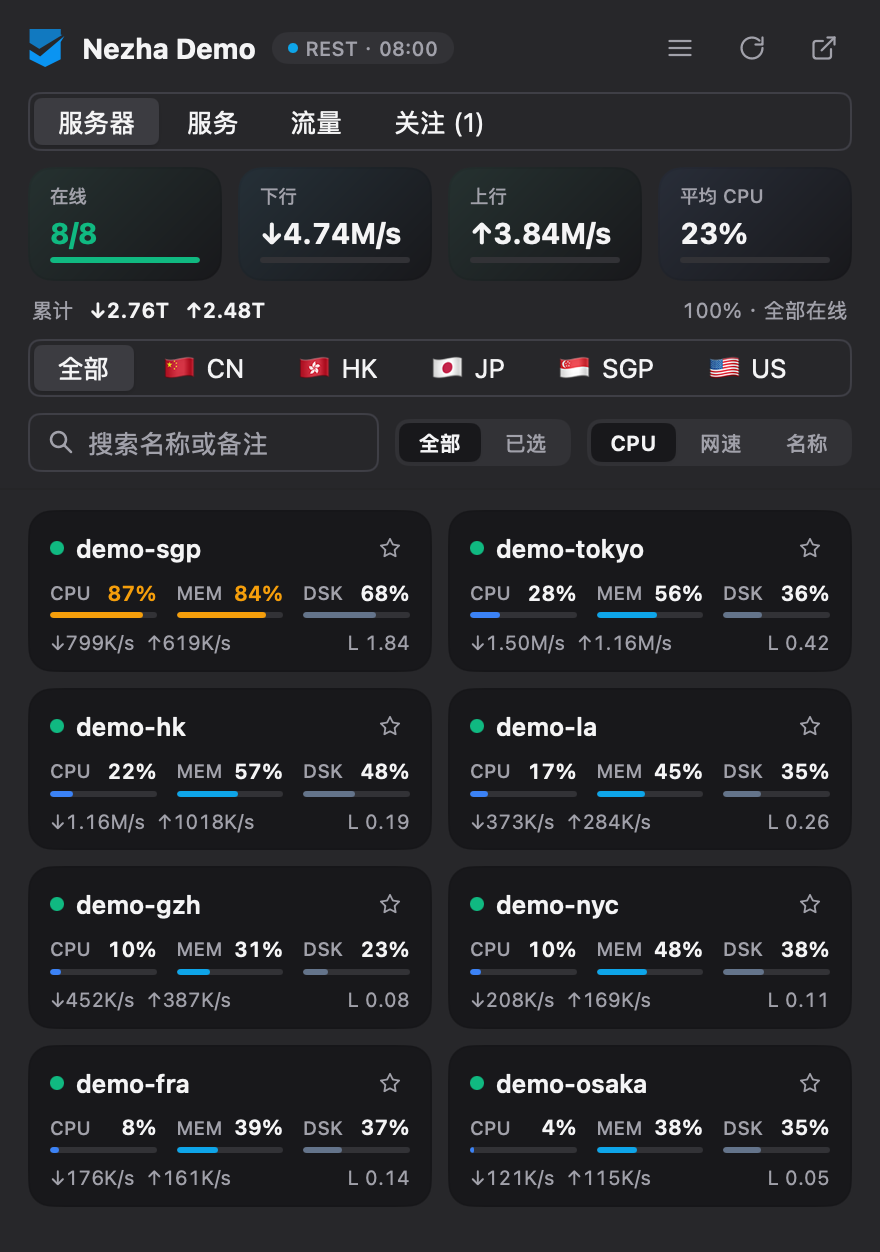 Nezha Demo REST · 08:00
服务器 服务 流量 关注 (1)
在线 下行 上行 平均 CPU
8/8 ↓4.74M/s ↑3.84M/s 23%
累计 ↓2.76T ↑2.48T 100% · 全部在线
全部 🇨🇳 CN 🇭🇰 HK 🇯🇵 JP 🇸🇬 SGP 🇺🇸 US
搜索名称或备注 全部 已选 CPU 网速 名称
demo-sgp
CPU 87% MEM 84% DSK 68%
↓799K/s ↑619K/s L 1.84
demo-tokyo
CPU 28% MEM 56% DSK 36%
↓1.50M/s ↑1.16M/s L 0.42
demo-hk
CPU 22% MEM 57% DSK 48%
↓1.16M/s ↑1018K/s L 0.19
demo-la
CPU 17% MEM 45% DSK 35%
↓373K/s ↑284K/s L 0.26
demo-gzh
CPU 10% MEM 31% DSK 23%
↓452K/s ↑387K/s L 0.08
demo-nyc
CPU 10% MEM 48% DSK 38%
↓208K/s ↑169K/s L 0.11
demo-fra
CPU 8% MEM 39% DSK 37%
↓176K/s ↑161K/s L 0.14
demo-osaka
CPU 4% MEM 38% DSK 35%
↓121K/s ↑115K/s L 0.05